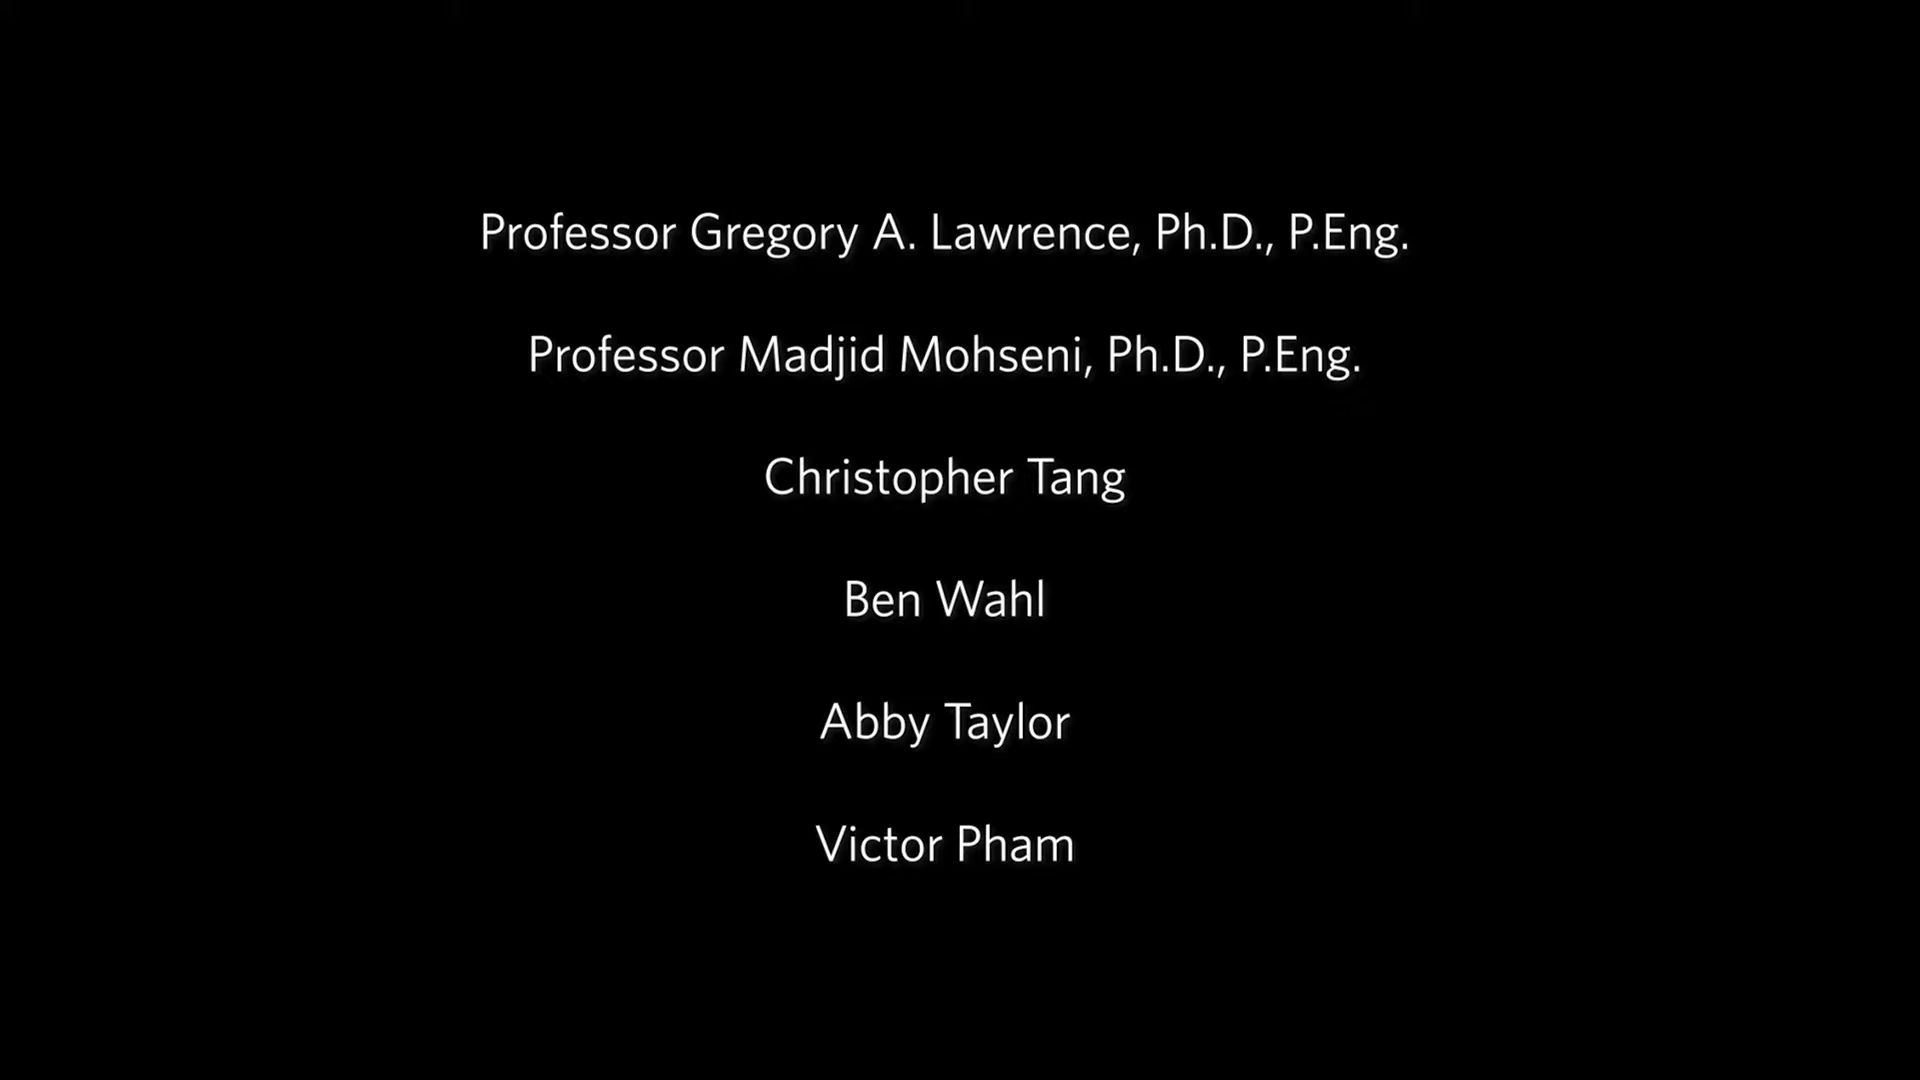 Professor Gregory A. Lawrence, Ph.D., P.Eng.
Professor Madjid Mohseni, Ph.D., P.Eng.
Christopher Tang
Ben Wahl
Abby Taylor
Victor Pham